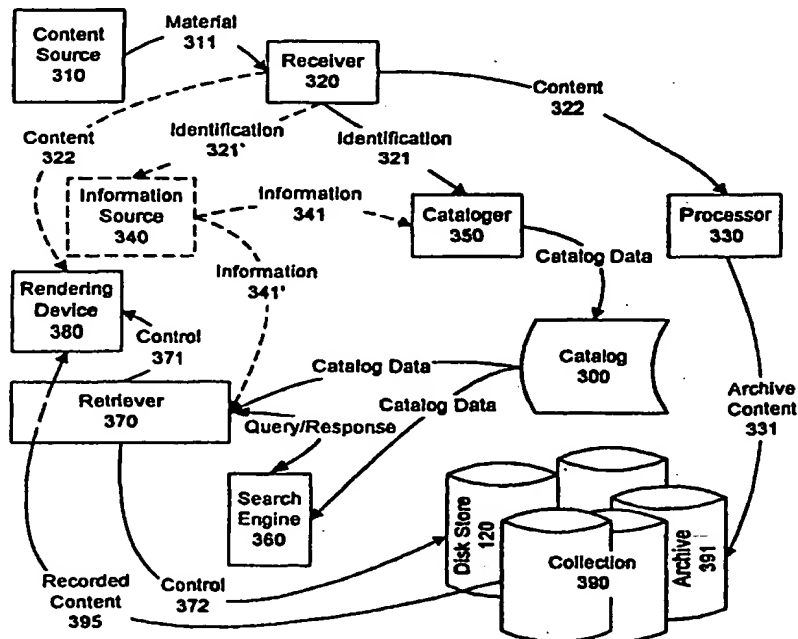 Content
Source
310
Material
311
Receiver
320
Content
322
Content
322
Identification
321'
Identification
321
Information
Source
340
Information
341
Cataloger
350
Processor
330
Information
341'
Catalog Data
Rendering
Device
380
Control
371
Catalog
300
Catalog Data
Retriever
370
Catalog Data
Archive
Content
331
Query/Response
Search
Engine
360
Disk Store
120
Collection
390
Archive
391
Recorded
Content
395
Control
372